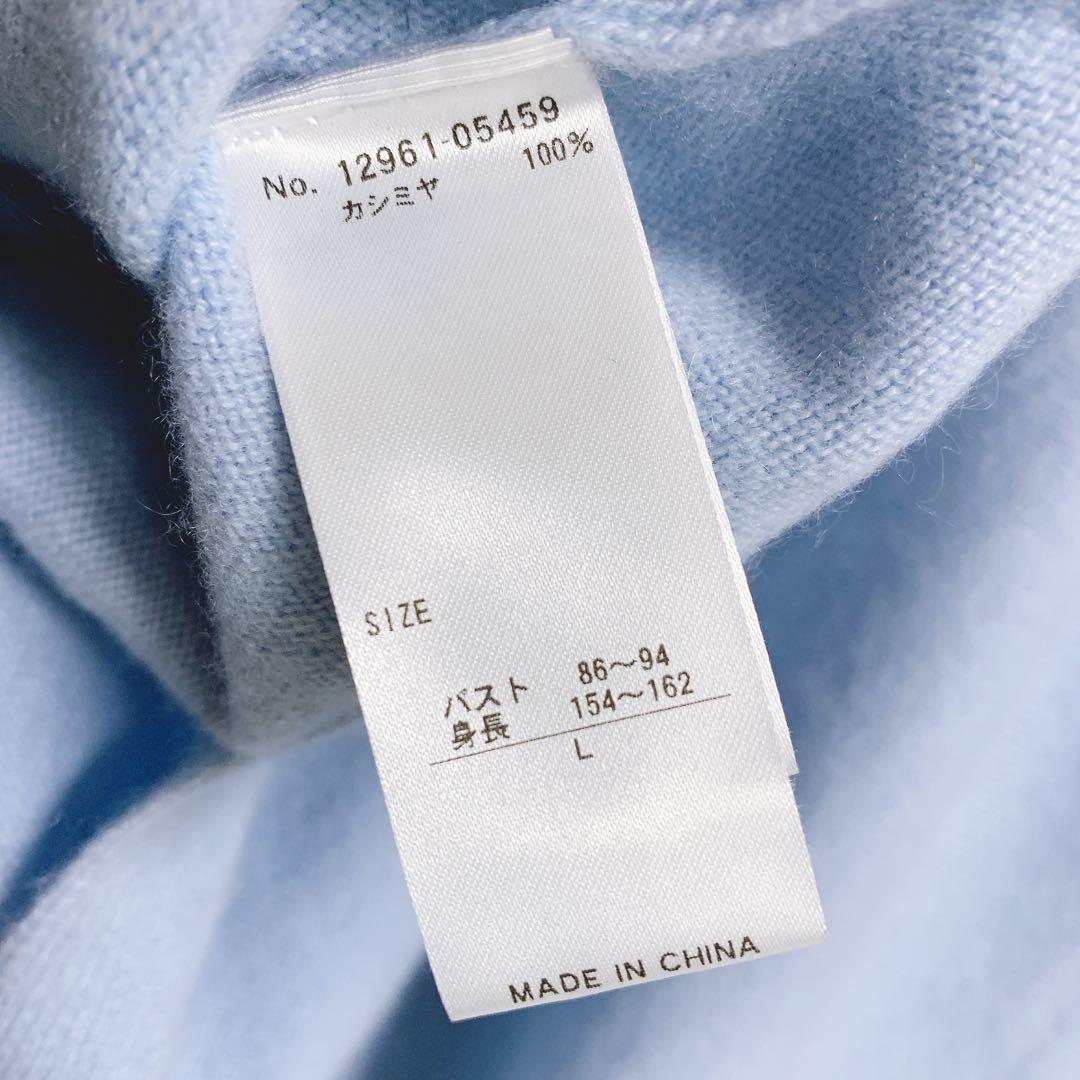 No. 12961-05459
カシミヤ 100%
SIZE
バスト 86～94
身長 154～162
L
MADE IN CHINA